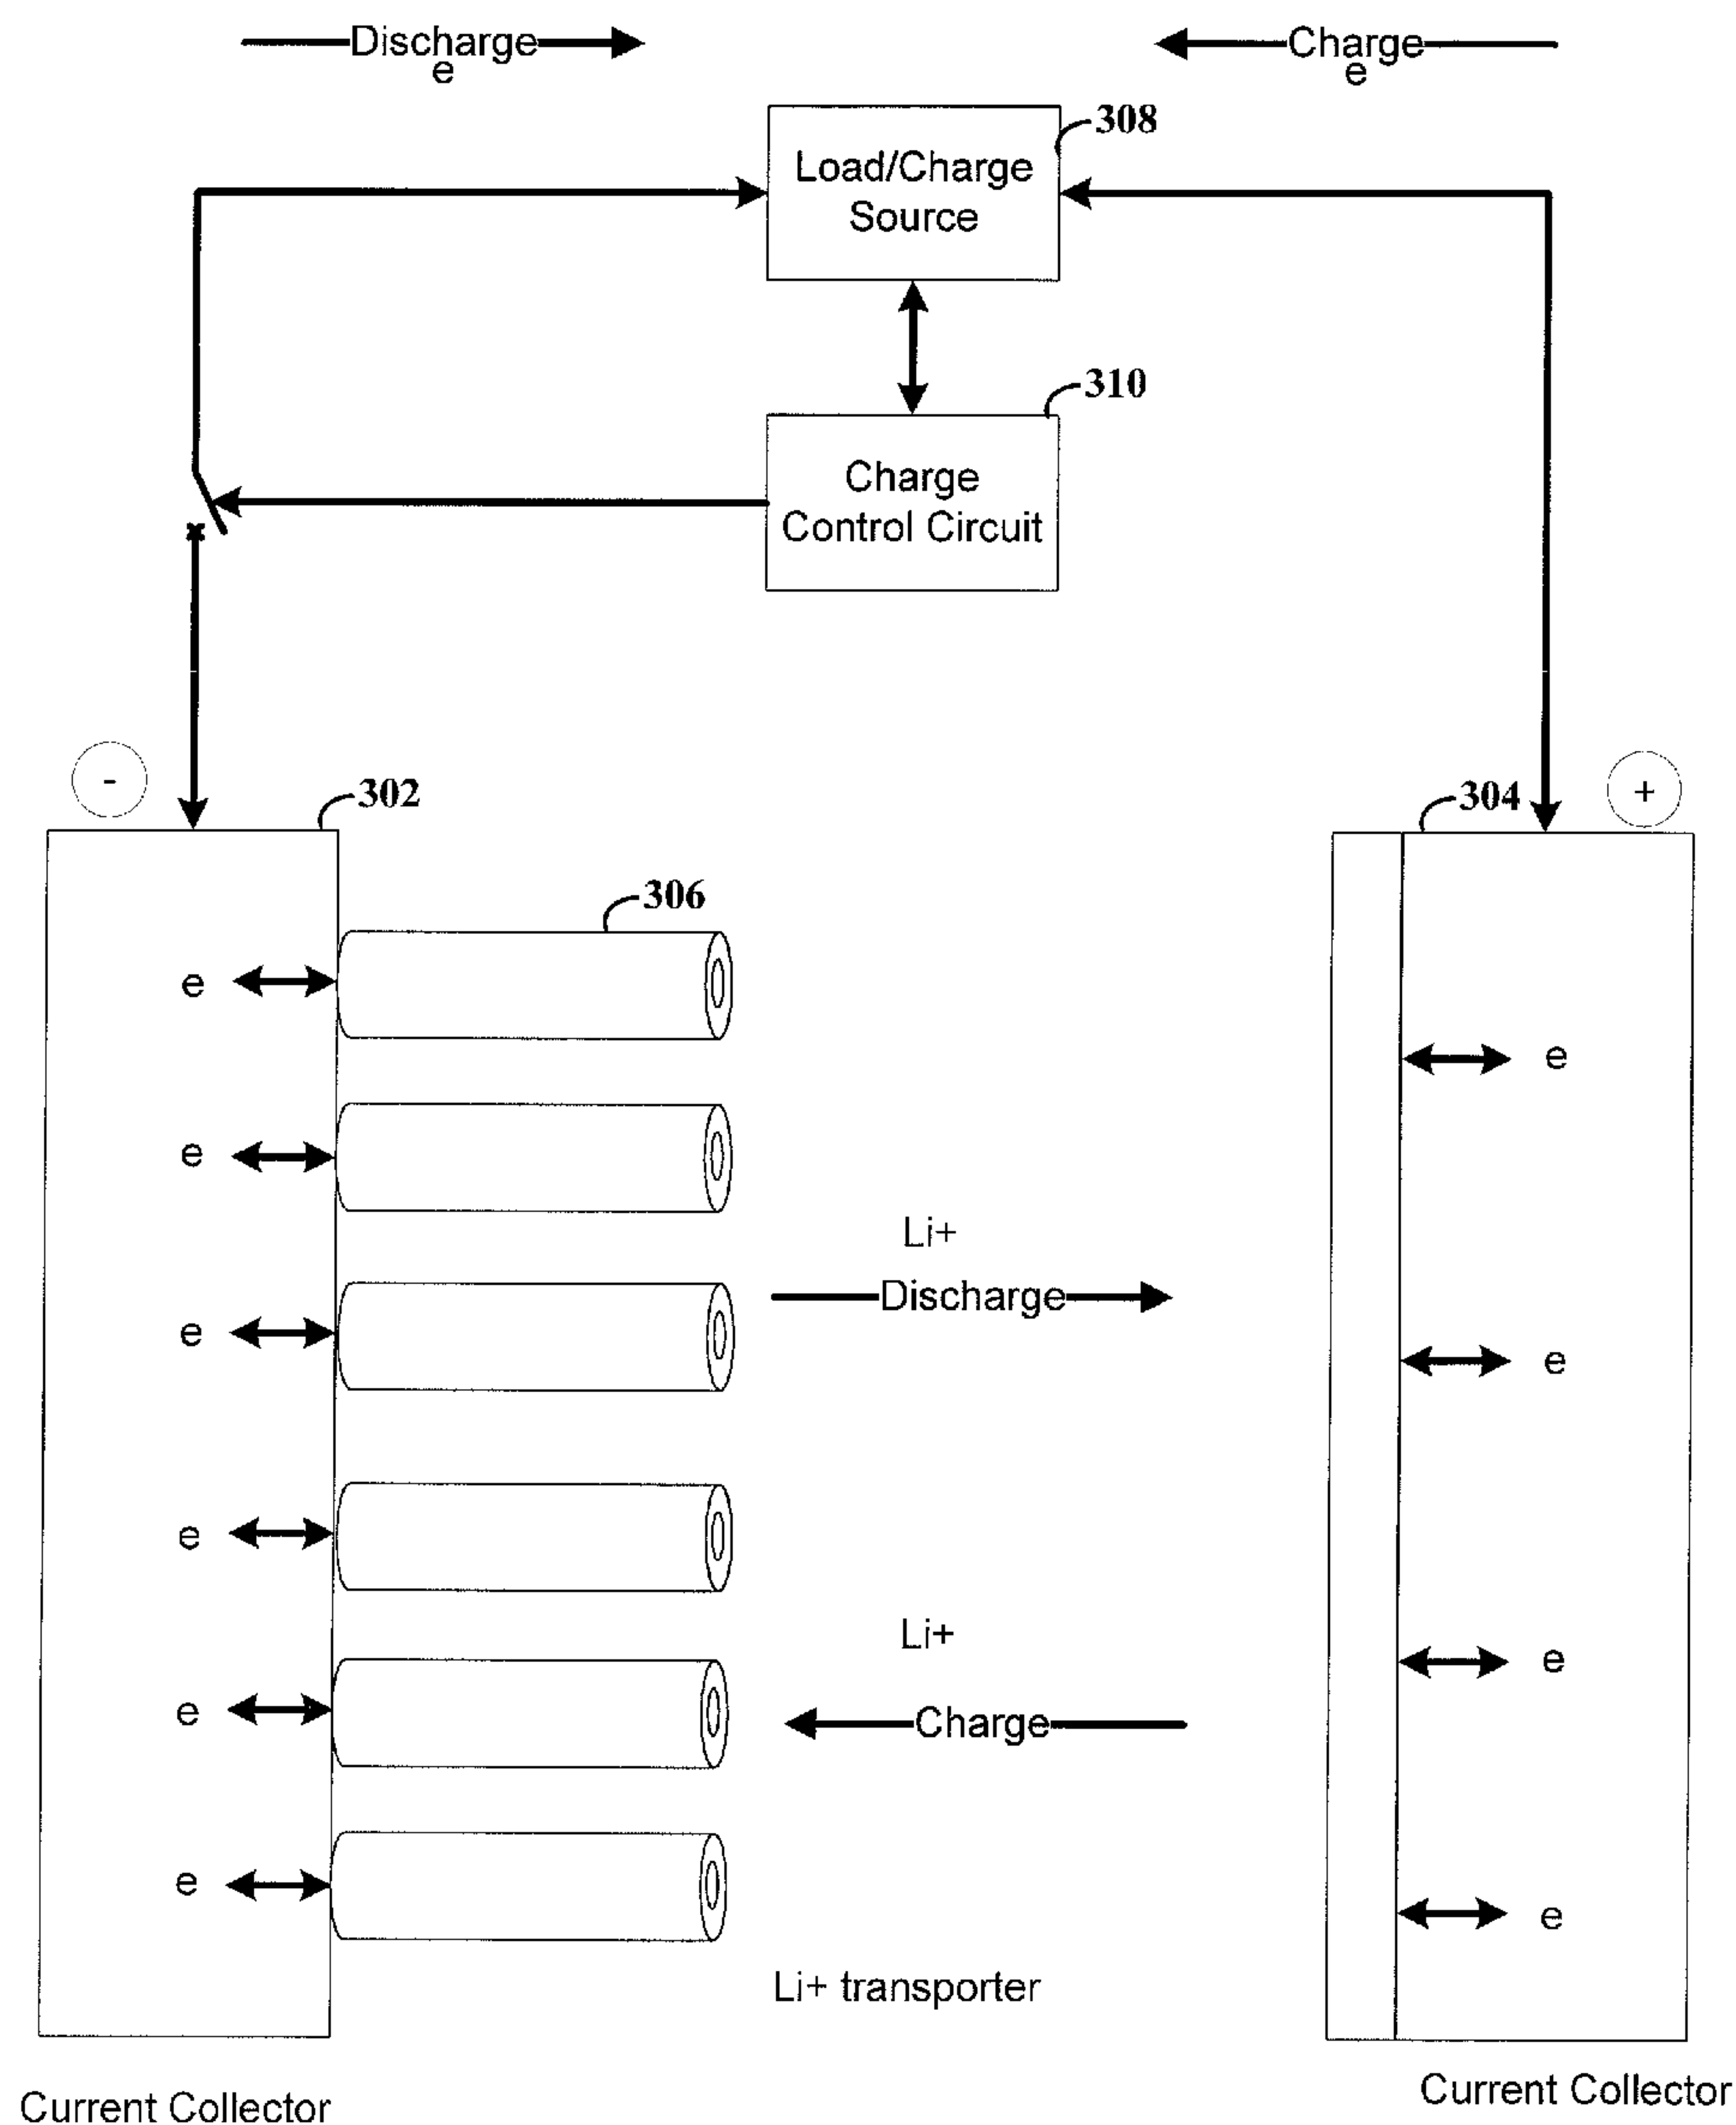 Discharge
e
Charge
e
308
Load/Charge
Source
310
Charge
Control Circuit
-
302
304
+
306
e
e
e
e
e
e
e
e
e
e
Li+
Discharge
Li+
Charge
Li+ transporter
Current Collector
Current Collector